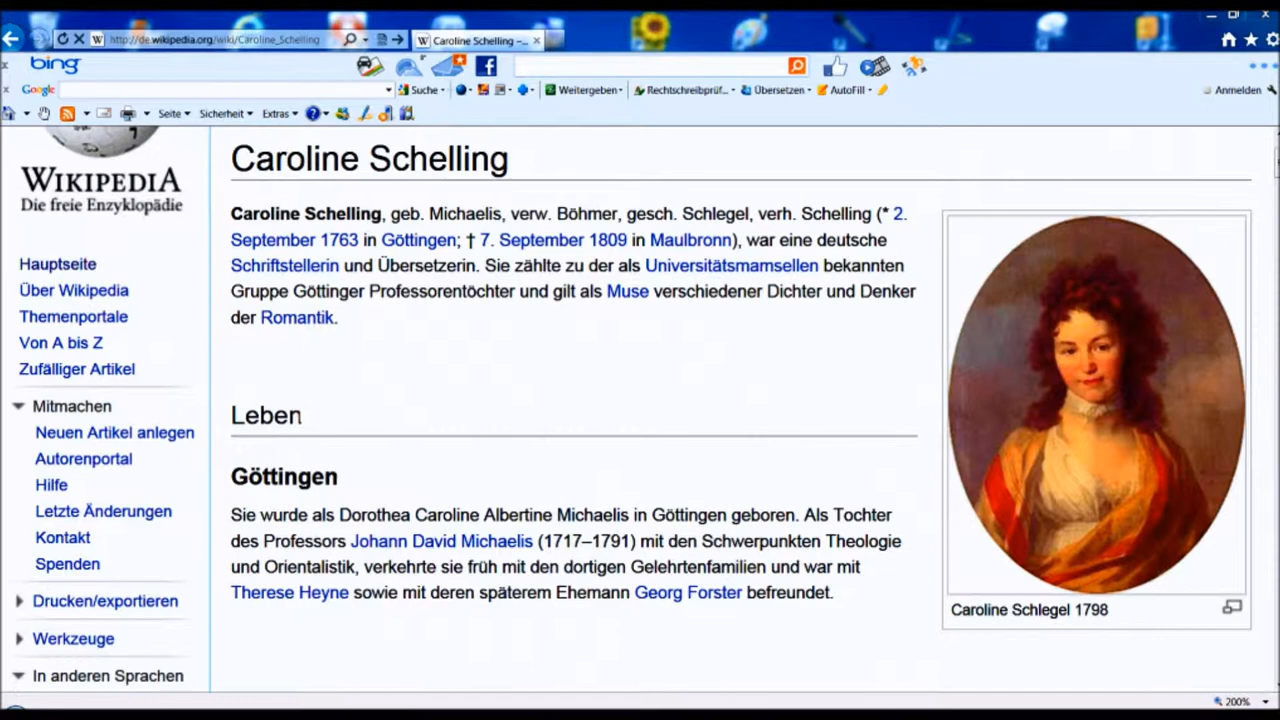 http://de.wikipedia.org/wiki/Caroline_Schelling
W Caroline Schelling –...
bing
Google
Suche
Weitergeben
Rechtschreibprüf...
Übersetzen
AutoFill
Anmelden
Seite
Sicherheit
Extras
WIKIPEDIA
Die freie Enzyklopädie
Hauptseite
Über Wikipedia
Themenportale
Von A bis Z
Zufälliger Artikel
Mitmachen
Neuen Artikel anlegen
Autorenportal
Hilfe
Letzte Änderungen
Kontakt
Spenden
Drucken/exportieren
Werkzeuge
In anderen Sprachen
Caroline Schelling
Caroline Schelling, geb. Michaelis, verw. Böhmer, gesch. Schlegel, verh. Schelling (* 2.
September 1763 in Göttingen; † 7. September 1809 in Maulbronn), war eine deutsche
Schriftstellerin und Übersetzerin. Sie zählte zu der als Universitätsmamsellen bekannten
Gruppe Göttinger Professorentöchter und gilt als Muse verschiedener Dichter und Denker
der Romantik.
Leben
Göttingen
Sie wurde als Dorothea Caroline Albertine Michaelis in Göttingen geboren. Als Tochter
des Professors Johann David Michaelis (1717–1791) mit den Schwerpunkten Theologie
und Orientalistik, verkehrte sie früh mit den dortigen Gelehrtenfamilien und war mit
Therese Heyne sowie mit deren späterem Ehemann Georg Forster befreundet.
Caroline Schlegel 1798
200%